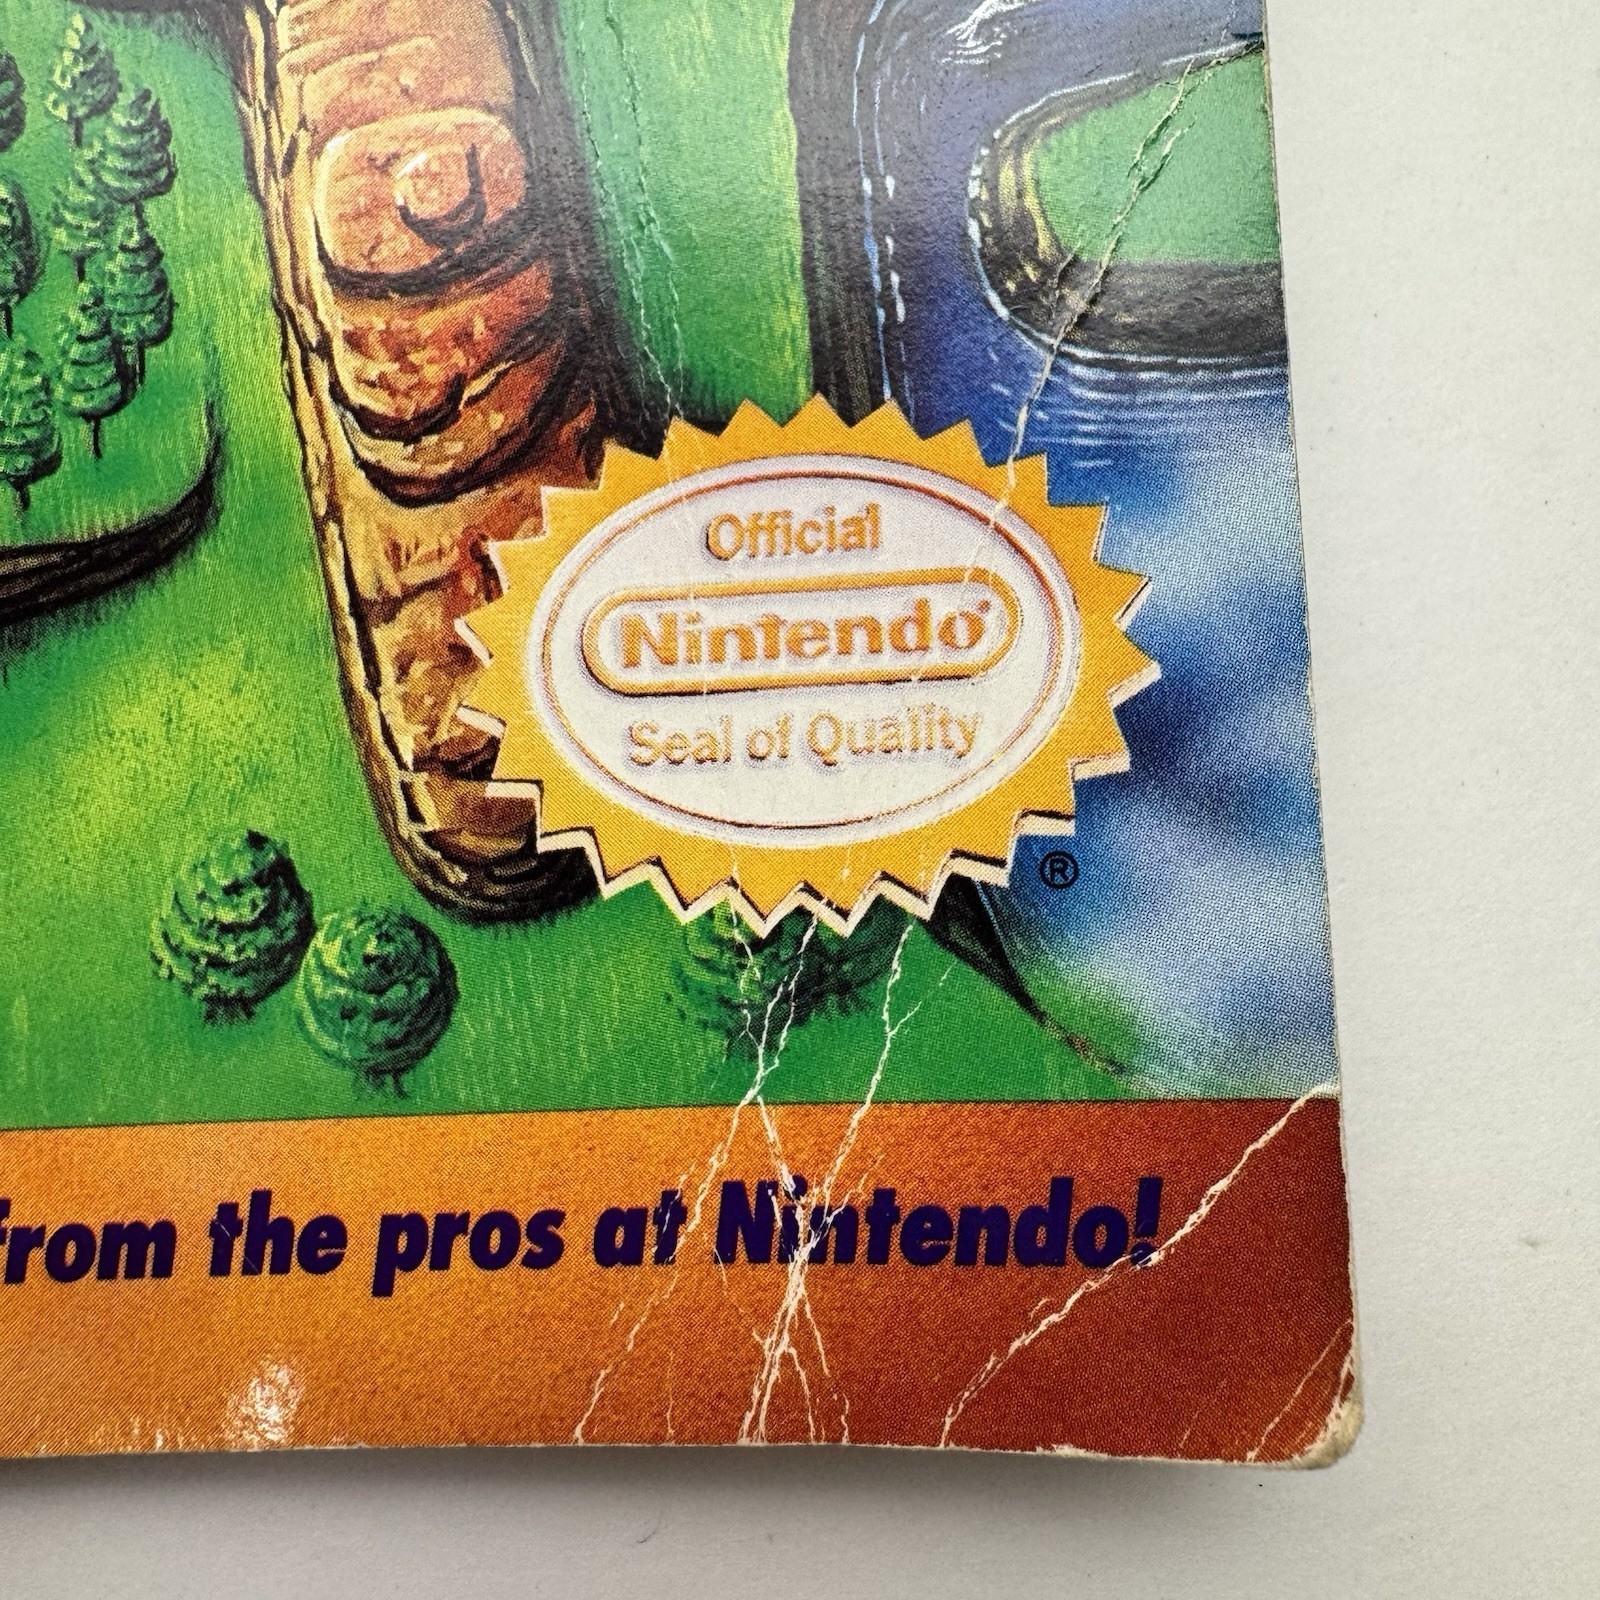 Official
Nintendo®
Seal of Quality
®
from the pros at Nintendo!